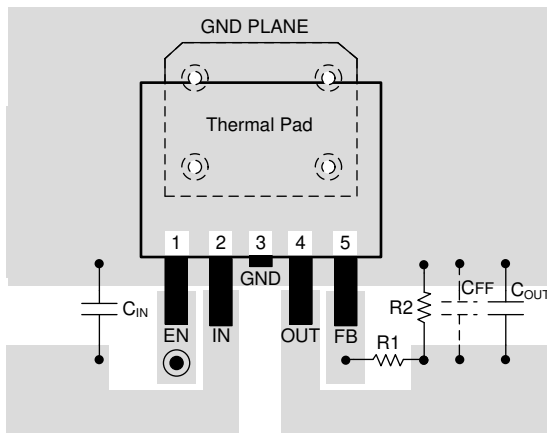 GND PLANE
Thermal Pad
1 2 3 4 5
GND
EN IN OUT FB
CIN
R2
CFF
COUT
R1